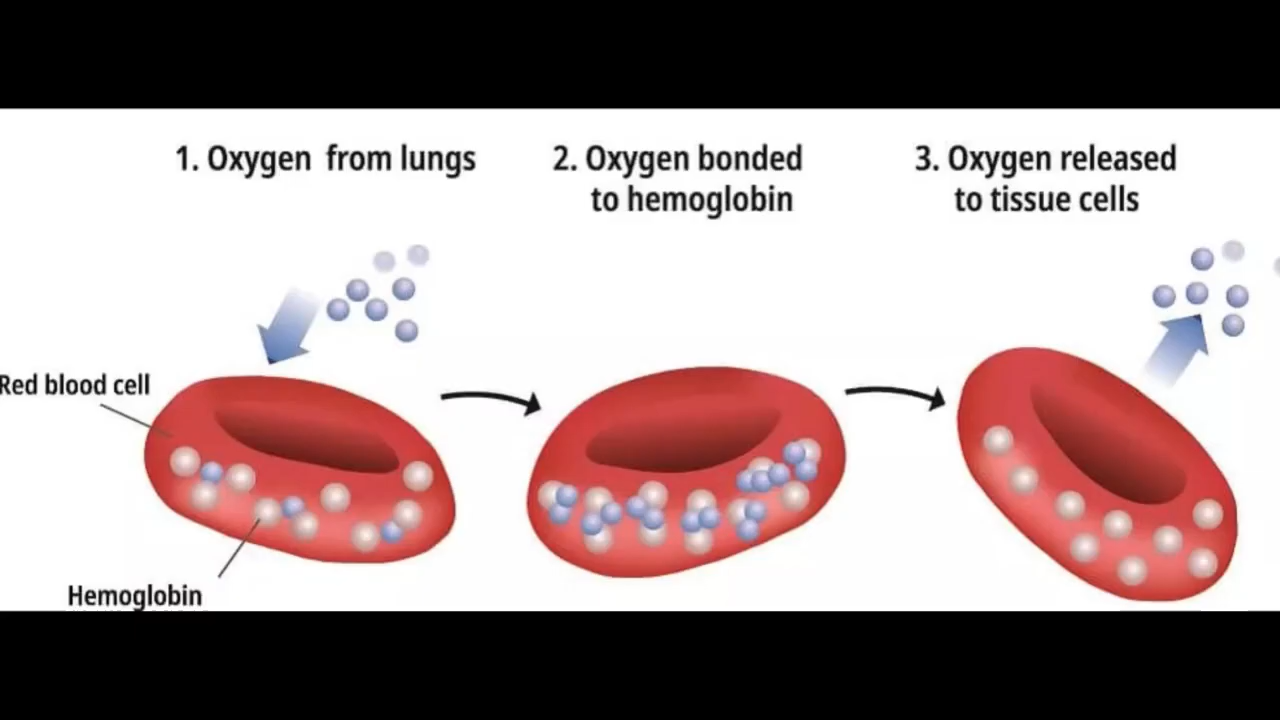 1. Oxygen from lungs
2. Oxygen bonded
to hemoglobin
3. Oxygen released
to tissue cells
Red blood cell
Hemoglobin